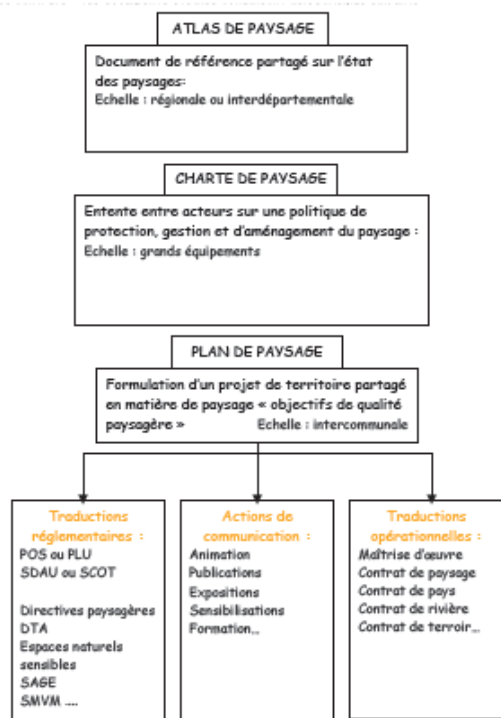 ATLAS DE PAYSAGE
Document de référence partagé sur l'état
des paysages:
Echelle : régionale ou interdépartementale
CHARTE DE PAYSAGE
Entente entre acteurs sur une politique de
protection, gestion et d'aménagement du paysage :
Echelle : grands équipements
PLAN DE PAYSAGE
Formulation d'un projet de territoire partagé
en matière de paysage « objectifs de qualité
paysagère » Echelle : intercommunale
Traductions
réglementaires :
POS ou PLU
SDAU ou SCOT
Directives paysagères
DTA
Espaces naturels
sensibles
SAGE
SMVM ....
Actions de
communication :
Animation
Publications
Expositions
Sensibilisations
Formation...
Traductions
opérationnelles :
Maîtrise d'œuvre
Contrat de paysage
Contrat de pays
Contrat de rivière
Contrat de terroir...